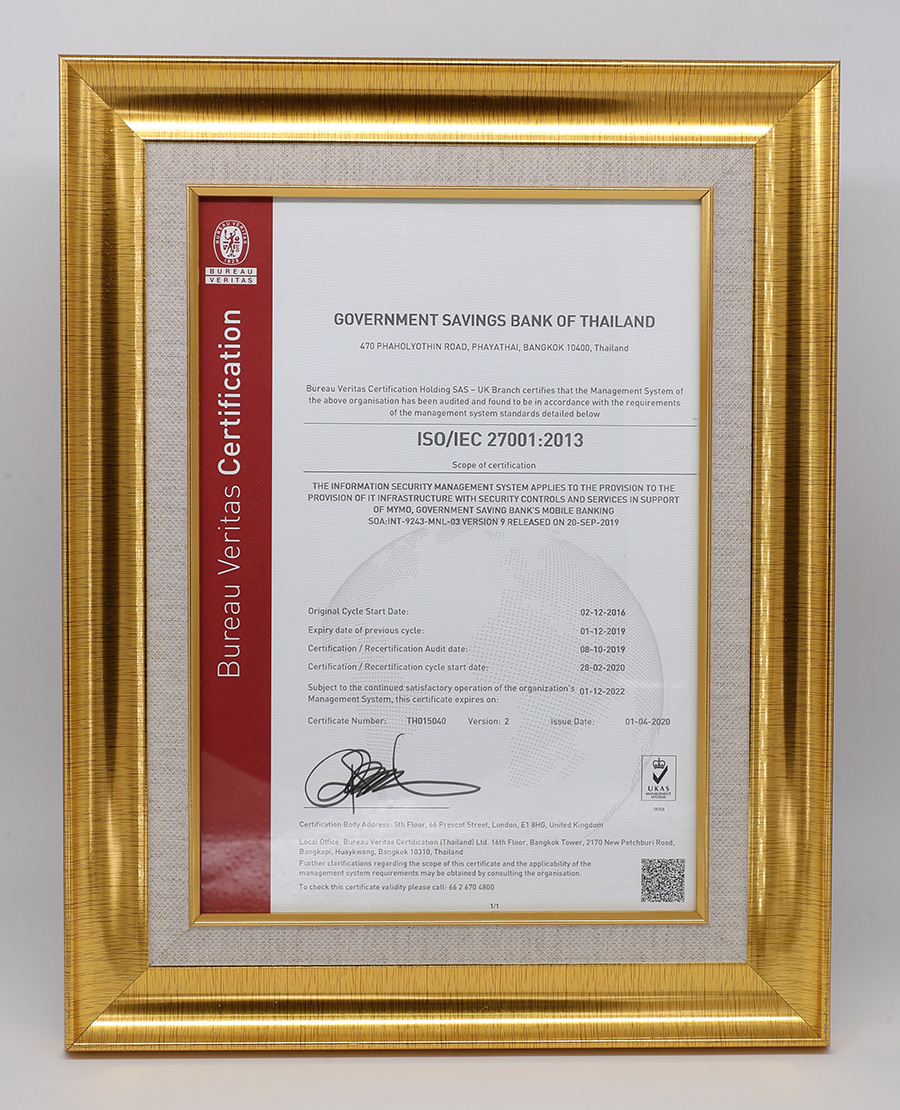 BUREAU VERITAS
1828
BUREAU
VERITAS
Bureau Veritas Certification
GOVERNMENT SAVINGS BANK OF THAILAND
470 PHAHOLYOTHIN ROAD, PHAYATHAI, BANGKOK 10400, Thailand
Bureau Veritas Certification Holding SAS – UK Branch certifies that the Management System of
the above organisation has been audited and found to be in accordance with the requirements
of the management system standards detailed below
ISO/IEC 27001:2013
Scope of certification
THE INFORMATION SECURITY MANAGEMENT SYSTEM APPLIES TO THE PROVISION TO THE
PROVISION OF IT INFRASTRUCTURE WITH SECURITY CONTROLS AND SERVICES IN SUPPORT
OF MYMO, GOVERNMENT SAVING BANK'S MOBILE BANKING
SOA:INT-9243-MNL-03 VERSION 9 RELEASED ON 20-SEP-2019
Original Cycle Start Date: 02-12-2016
Expiry date of previous cycle: 01-12-2019
Certification / Recertification Audit date: 08-10-2019
Certification / Recertification cycle start date: 28-02-2020
Subject to the continued satisfactory operation of the organization's 01-12-2022
Management System, this certificate expires on:
Certificate Number: TH015040 Version: 2 Issue Date: 01-04-2020
UKAS
MANAGEMENT
SYSTEMS
0008
Certification Body Address: 5th Floor, 66 Prescot Street, London, E1 8HG, United Kingdom
Local Office: Bureau Veritas Certification (Thailand) Ltd. 16th Floor, Bangkok Tower, 2170 New Petchburi Road,
Bangkapi, Huaykwang, Bangkok 10310, Thailand
Further clarifications regarding the scope of this certificate and the applicability of the
management system requirements may be obtained by consulting the organisation.
To check this certificate validity please call: 66 2 670 4800
1/1